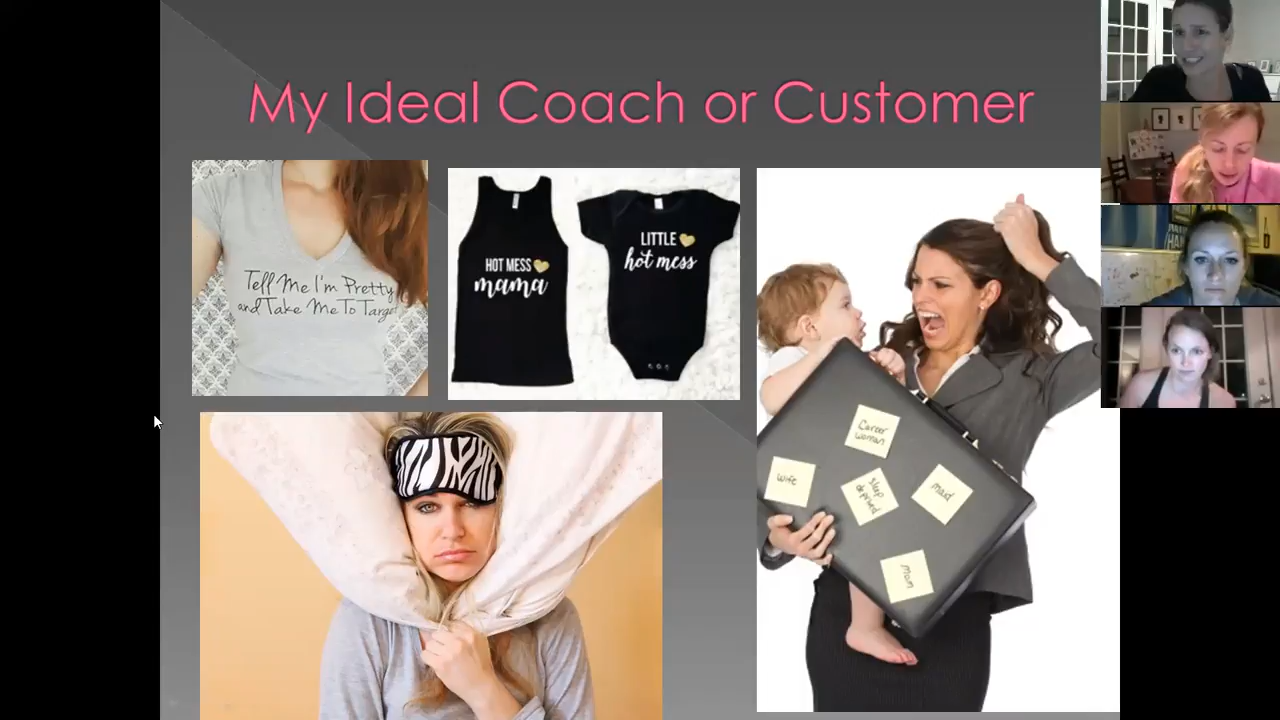 My Ideal Coach or Customer
Tell Me I'm Pretty
and Take Me To Target
HOT MESS
mama
LITTLE
hot mess
Career
woman
wife
sleep
deprived
maid
mom